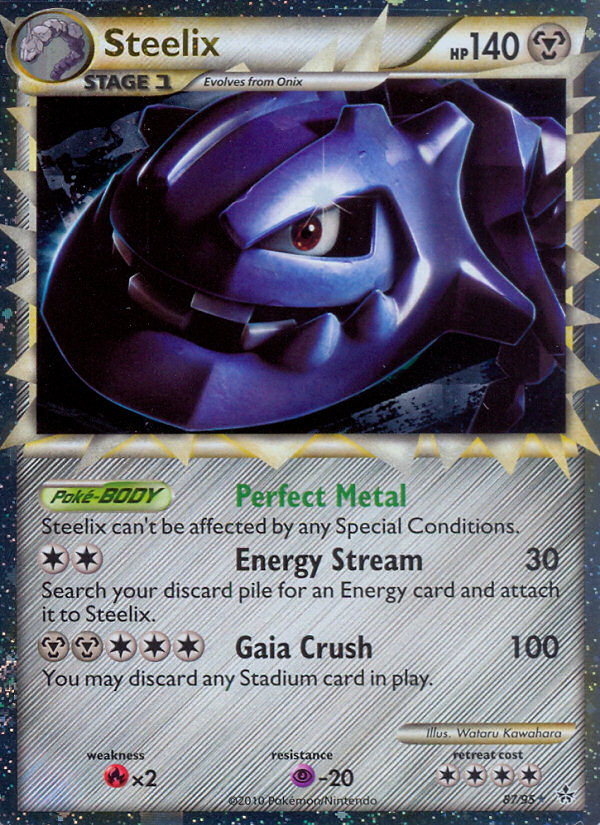 Steelix
HP140
STAGE 1
Evolves from Onix
Poké-BODY
Perfect Metal
Steelix can't be affected by any Special Conditions.
Energy Stream 30
Search your discard pile for an Energy card and attach
it to Steelix.
Gaia Crush 100
You may discard any Stadium card in play.
Illus. Wataru Kawahara
weakness resistance retreat cost
×2 -20
©2010 Pokémon/Nintendo 87/95